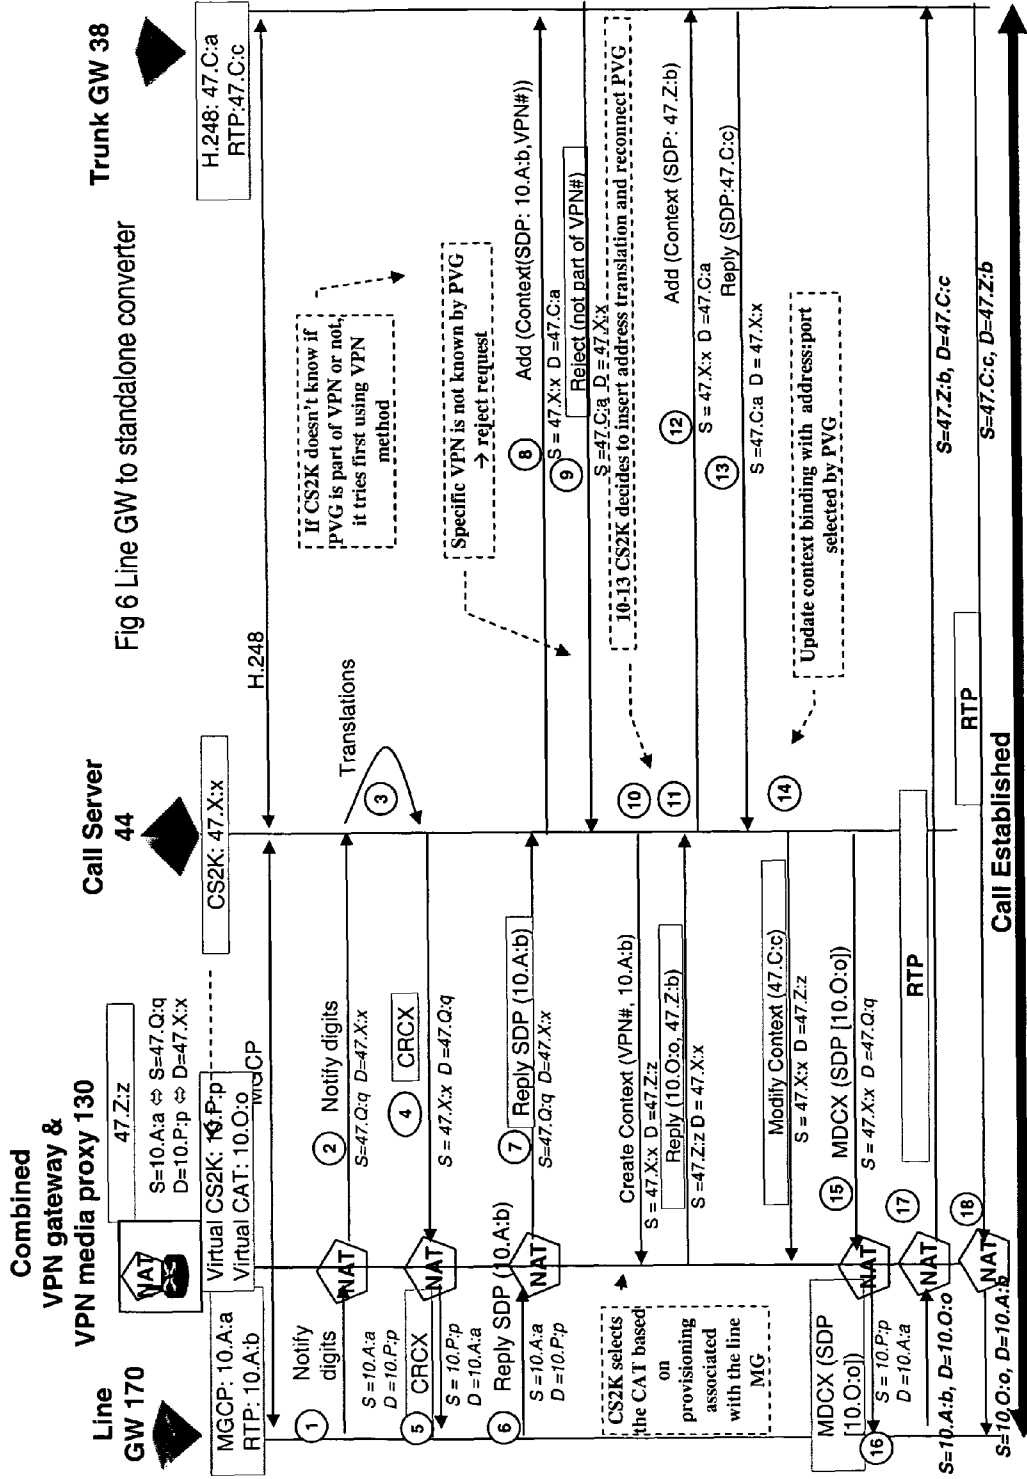 Fig 6 Line GW to standalone converter
Line
GW 170
MGCP: 10.A:a
RTP: 10.A:b
Combined
VPN gateway &
VPN media proxy 130
NAT
47.Z:z
S=10.A:a ⇔ S=47.Q:q
D=10.P:p ⇔ D=47.X:x
Virtual CS2K: 10.P:p
Virtual CAT: 10.O:o
MGCP
Call Server
44
CS2K: 47.X:x
H.248
Trunk GW 38
H.248: 47.C:a
RTP:47.C:c
1
Notify
digits
S =10.A:a
D=10.P:p
NAT
2
Notify digits
S=47.Q:q D=47.X:x
Translations
3
If CS2K doesn't know if
PVG is part of VPN or not,
it tries first using VPN
method
4
CRCX
S = 47.X:x D =47.Q:q
NAT
5
CRCX
S = 10.P:p
D =10.A:a
6
Reply SDP (10.A:b)
S =10.A:a
D =10.P:p
NAT
7
Reply SDP (10.A:b)
S=47.Q:q D=47.X:x
Specific VPN is not known by PVG
→ reject request
8
Add (Context(SDP: 10.A:b,VPN#))
S = 47.X:x D =47.C:a
9
Reject (not part of VPN#)
S =47.C:a D = 47.X:x
10-13 CS2K decides to insert address translation and reconnect PVG
CS2K selects
the CAT based
on
provisioning
associated
with the line
MG
10
Create Context (VPN#, 10.A:b)
S = 47.X:x D =47.Z:z
11
Reply (10.O:o, 47.Z:b)
S =47.Z:z D = 47.X:x
12
Add (Context (SDP: 47.Z:b)
S = 47.X:x D =47.C:a
13
Reply (SDP:47.C:c)
S =47.C:a D = 47.X:x
14
Modify Context (47.C:c)
S = 47.X:x D =47.Z:z
Update context binding with address:port
selected by PVG
15
MDCX (SDP [10.O:o])
S = 47.X:x D =47.Q:q
NAT
16
MDCX (SDP
[10.O:o])
S = 10.P:p
D =10.A:a
17
NAT
RTP
S=10.A:b, D=10.O:o
S=47.Z:b, D=47.C:c
18
NAT
RTP
S=10.O:o, D=10.A:b
S=47.C:c, D=47.Z:b
Call Established